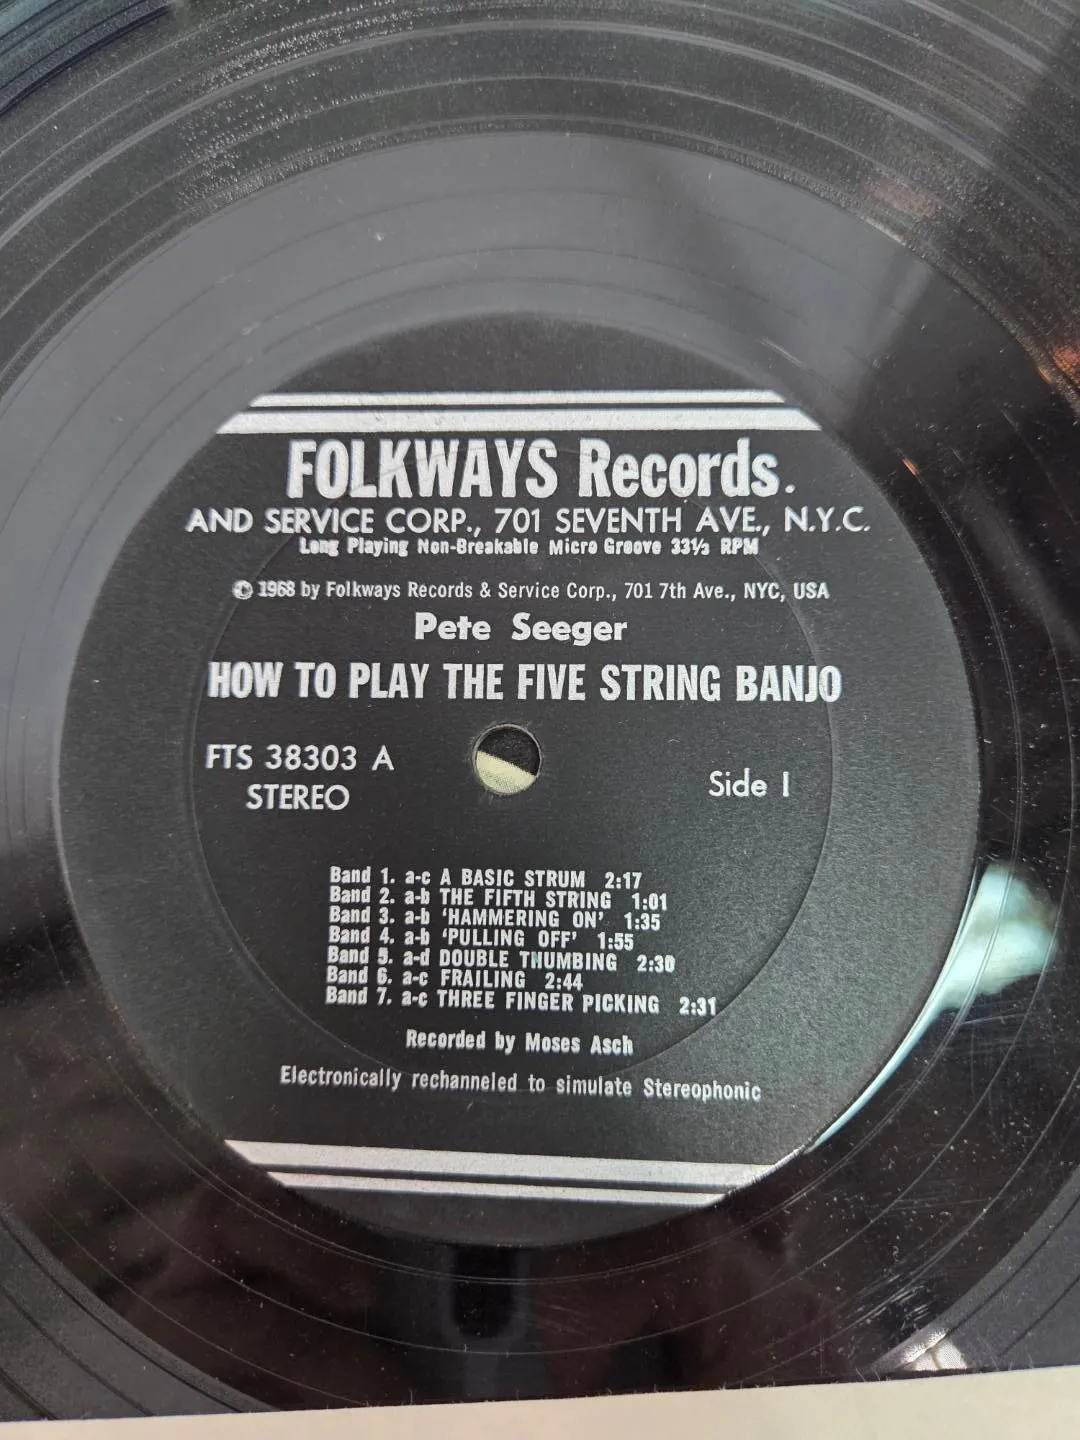 FOLKWAYS Records.
AND SERVICE CORP., 701 SEVENTH AVE., N.Y.C.
Long Playing Non-Breakable Micro Groove 33⅓ RPM
© 1968 by Folkways Records & Service Corp., 701 7th Ave., NYC, USA
Pete Seeger
HOW TO PLAY THE FIVE STRING BANJO
FTS 38303 A
STEREO
Side 1
Band 1. a-c A BASIC STRUM 2:17
Band 2. a-b THE FIFTH STRING 1:01
Band 3. a-b ‘HAMMERING ON’ 1:35
Band 4. a-b ‘PULLING OFF’ 1:55
Band 5. a-d DOUBLE THUMBING 2:30
Band 6. a-c FRAILING 2:44
Band 7. a-c THREE FINGER PICKING 2:31
Recorded by Moses Asch
Electronically rechanneled to simulate Stereophonic